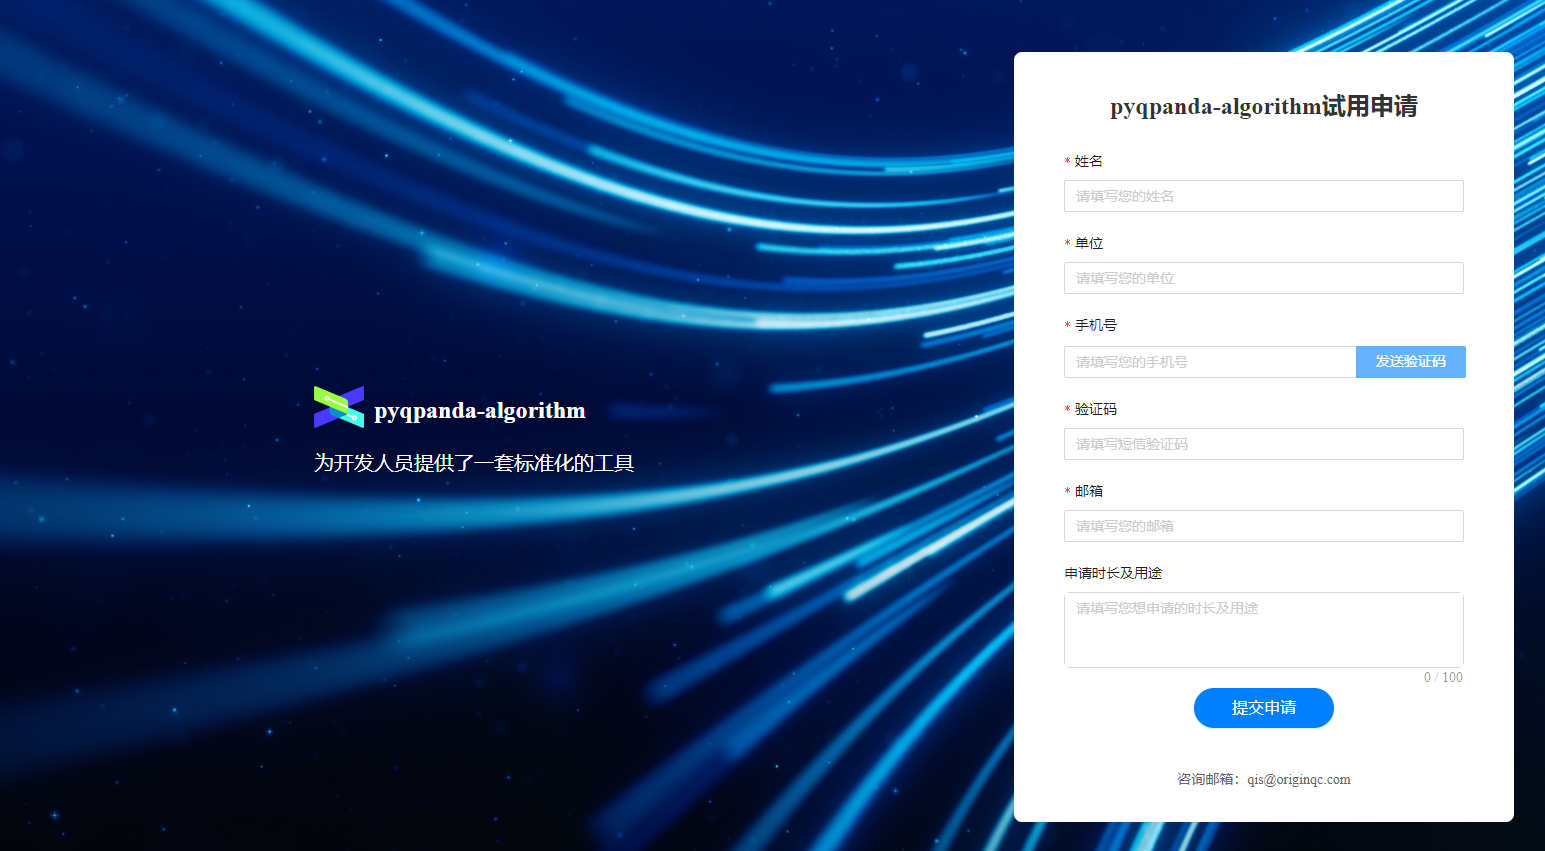 pyqpanda-algorithm
为开发人员提供了一套标准化的工具
pyqpanda-algorithm试用申请
* 姓名
请填写您的姓名
* 单位
请填写您的单位
* 手机号
请填写您的手机号
发送验证码
* 验证码
请填写短信验证码
* 邮箱
请填写您的邮箱
申请时长及用途
请填写您想申请的时长及用途
0 / 100
提交申请
咨询邮箱：qis@originqc.com